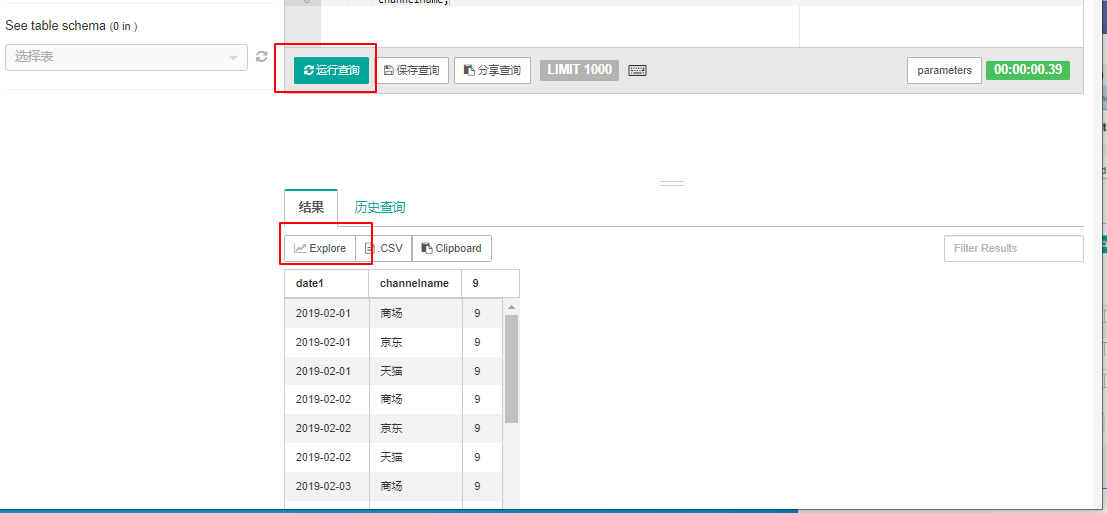 channelname;
See table schema (0 in )
选择表
运行查询 保存查询 分享查询 LIMIT 1000 parameters 00:00:00.39
结果 历史查询
Explore .CSV Clipboard Filter Results
date1 channelname 9
2019-02-01 商场 9
2019-02-01 京东 9
2019-02-01 天猫 9
2019-02-02 商场 9
2019-02-02 京东 9
2019-02-02 天猫 9
2019-02-03 商场 9